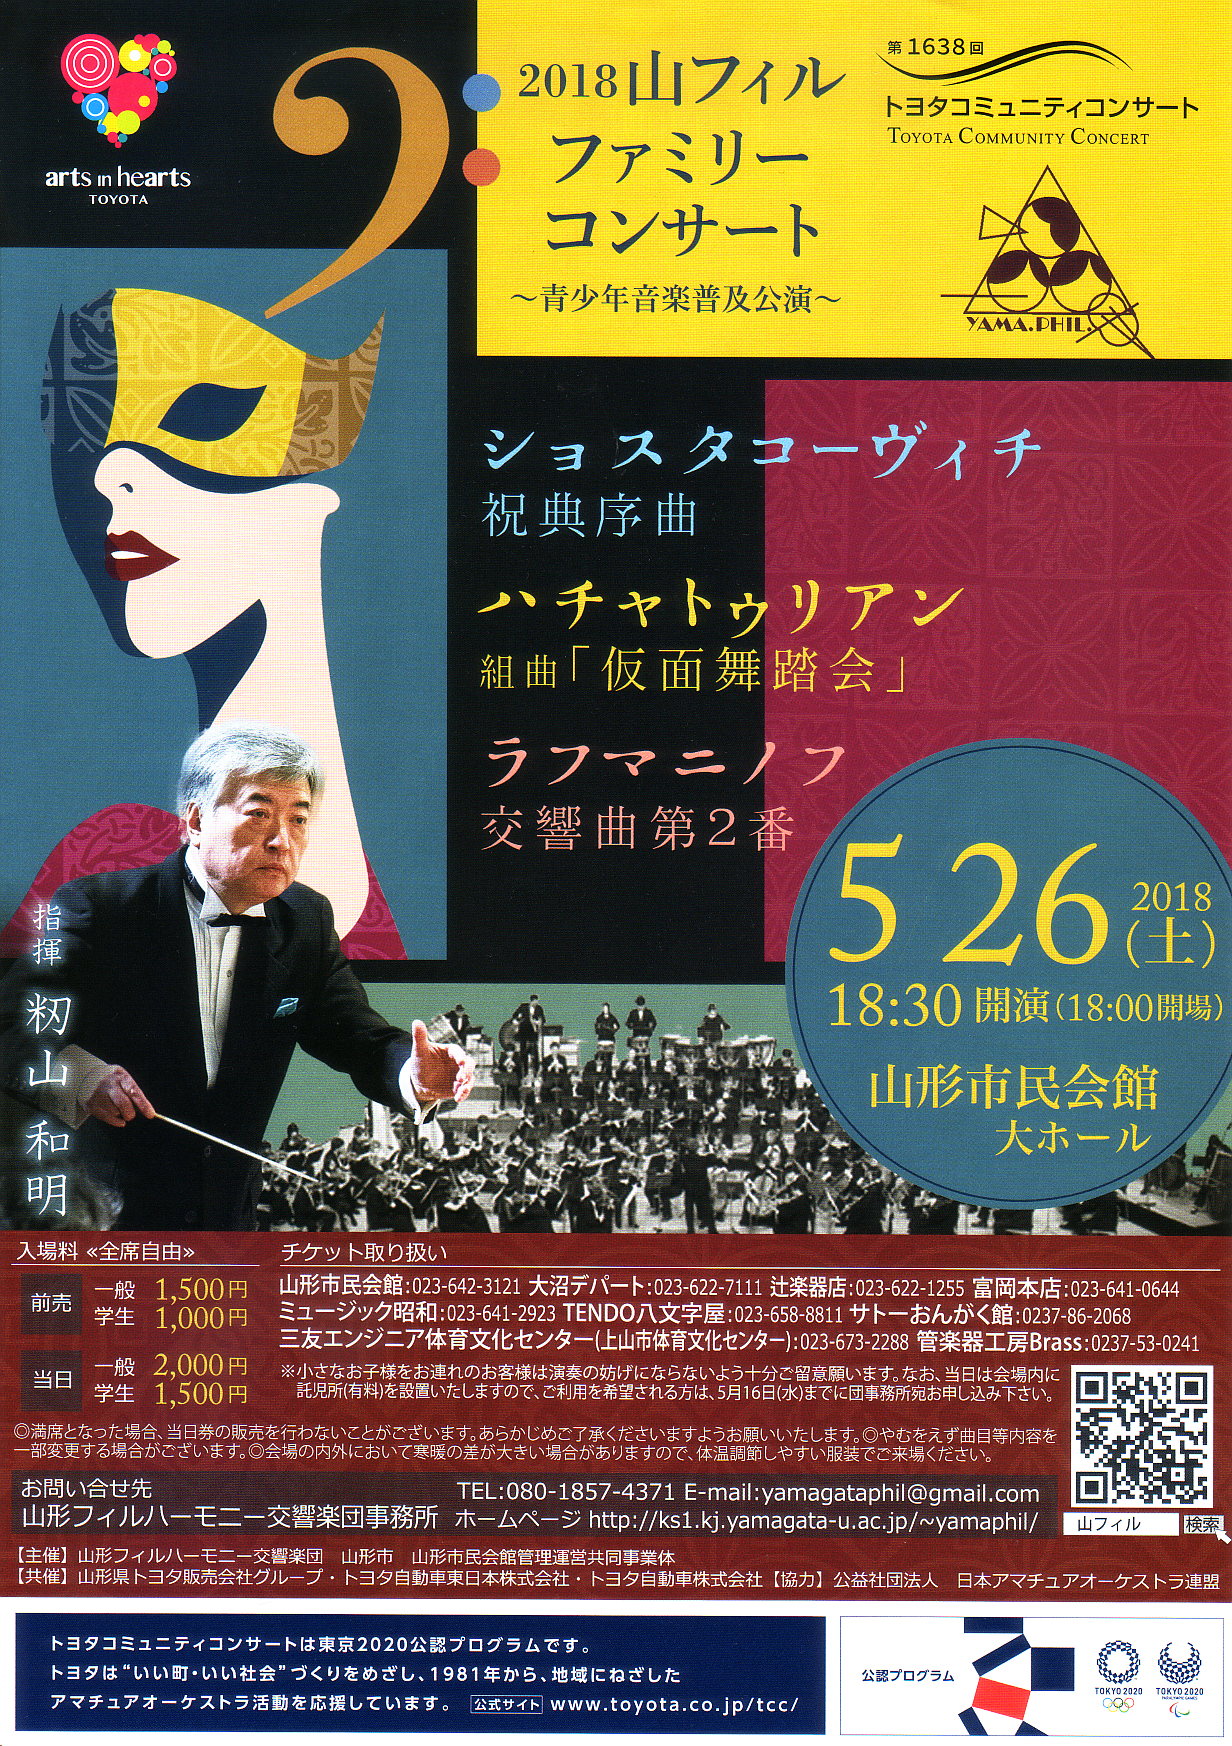 arts in hearts
TOYOTA
2018 山フィル
ファミリー
コンサート
～青少年音楽普及公演～
第1638回
トヨタコミュニティコンサート
TOYOTA COMMUNITY CONCERT
YAMA.PHIL.
ショスタコーヴィチ
祝典序曲
ハチャトゥリアン
組曲「仮面舞踏会」
ラフマニノフ
交響曲第2番
5 26 2018(土)
18:30 開演(18:00開場)
山形市民会館
大ホール
指揮 籾山和明
入場料 ≪全席自由≫
前売 一般 1,500円
学生 1,000円
当日 一般 2,000円
学生 1,500円
チケット取り扱い
山形市民会館:023-642-3121 大沼デパート:023-622-7111 辻楽器店:023-622-1255 富岡本店:023-641-0644
ミュージック昭和:023-641-2923 TENDO八文字屋:023-658-8811 サトーおんがく館:0237-86-2068
三友エンジニア体育文化センター(上山市体育文化センター):023-673-2288 管楽器工房Brass:0237-53-0241
※小さなお子様をお連れのお客様は演奏の妨げにならないよう十分ご留意願います。なお、当日は会場内に
託児所(有料)を設置いたしますので、ご利用を希望される方は、5月16日(水)までに団事務所宛お申し込み下さい。
◎満席となった場合、当日券の販売を行わないことがございます。あらかじめご了承くださいますようお願いいたします。◎やむをえず曲目等内容を
一部変更する場合がございます。◎会場の内外において寒暖の差が大きい場合がありますので、体温調節しやすい服装でご来場ください。
お問い合せ先
山形フィルハーモニー交響楽団事務所
TEL:080-1857-4371 E-mail:yamagataphil@gmail.com
ホームページ http://ks1.kj.yamagata-u.ac.jp/~yamaphil/
山フィル 検索
【主催】山形フィルハーモニー交響楽団 山形市 山形市民会館管理運営共同事業体
【共催】山形県トヨタ販売会社グループ・トヨタ自動車東日本株式会社・トヨタ自動車株式会社【協力】公益社団法人 日本アマチュアオーケストラ連盟
トヨタコミュニティコンサートは東京2020公認プログラムです。
トヨタは“いい町・いい社会”づくりをめざし、1981年から、地域にねざした
アマチュアオーケストラ活動を応援しています。 公式サイト www.toyota.co.jp/tcc/
公認プログラム
TOKYO 2020
TOKYO 2020
PARALYMPIC GAMES